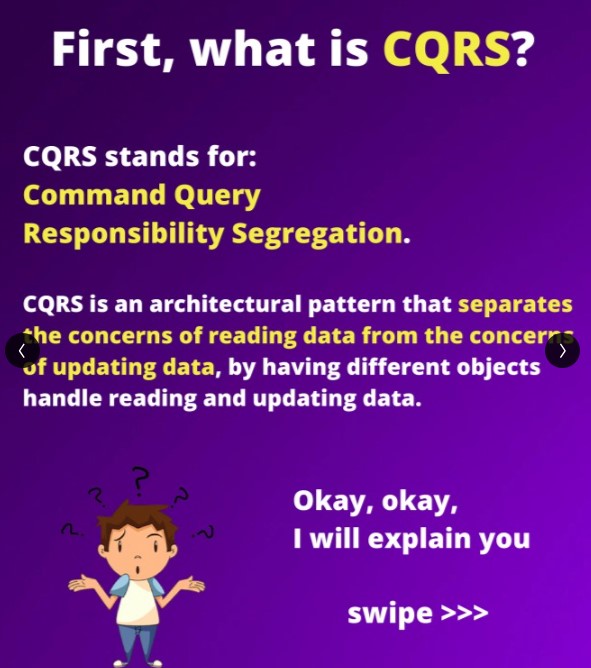 First, what is CQRS?
CQRS stands for:
Command Query
Responsibility Segregation.
CQRS is an architectural pattern that separates
the concerns of reading data from the concerns
of updating data, by having different objects
handle reading and updating data.
? ? ? ? ?
Okay, okay,
I will explain you
swipe >>>